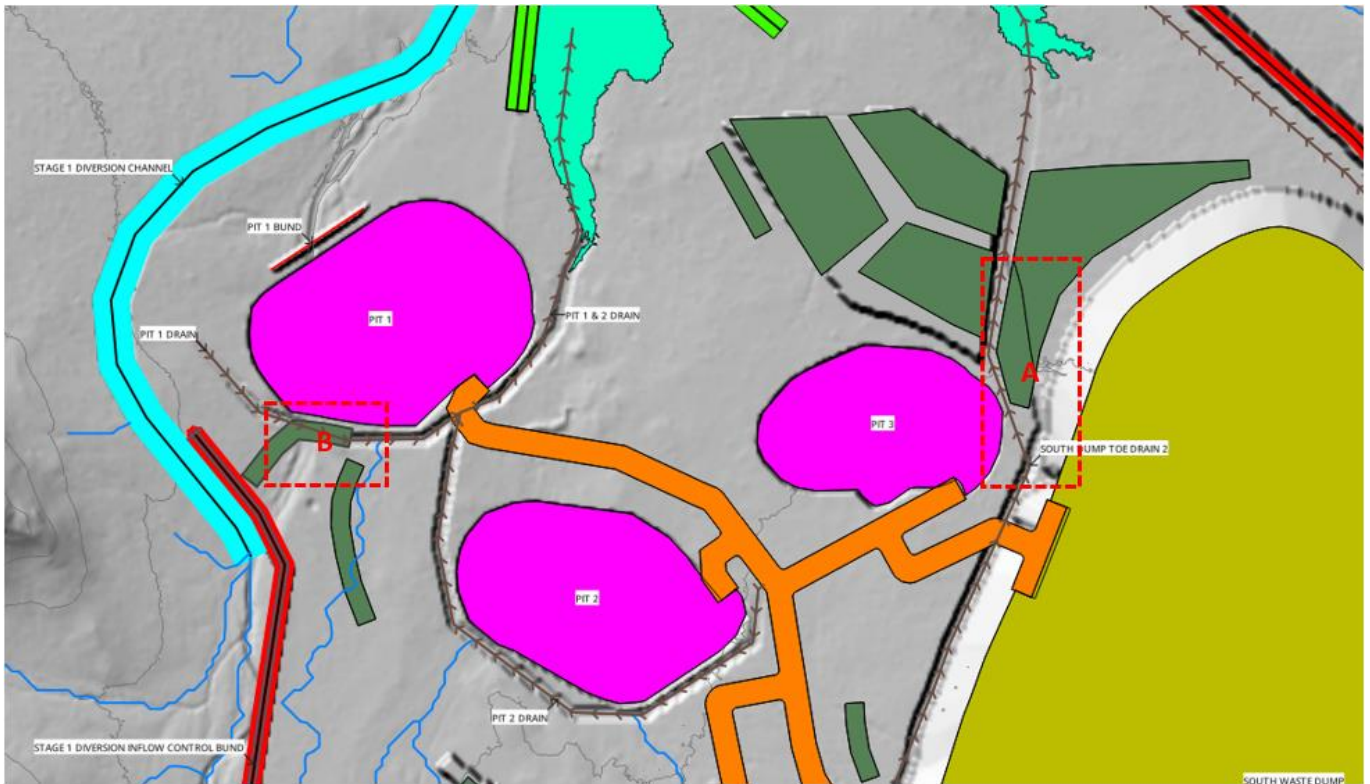 STAGE 1 DIVERSION CHANNEL
PIT 1 BUND
PIT 1
PIT 1 & 2 DRAIN
PIT 1 DRAIN
A
PIT 3
B
SOUTH DUMP TOE DRAIN 2
PIT 2
PIT 2 DRAIN
STAGE 1 DIVERSION INFLOW CONTROL BUND
SOUTH WASTE DUMP